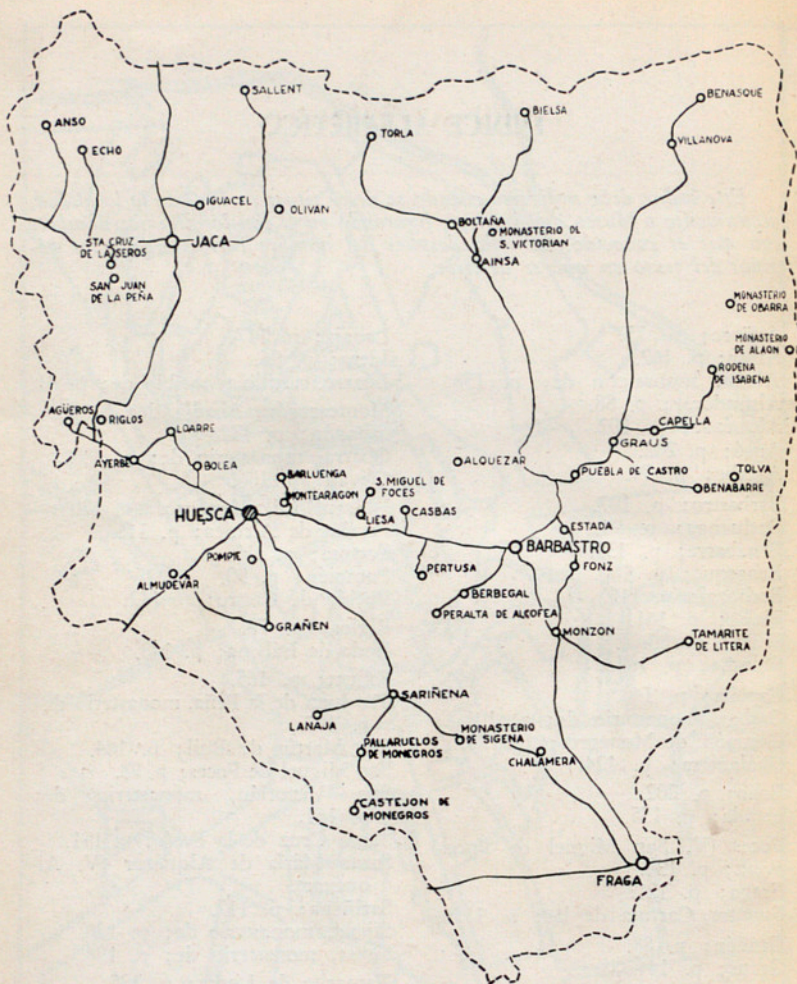 SALLENT
BENASQUE
ANSO
BIELSA
TORLA
VILLANOVA
ECHO
IGUACEL
OLIVAN
BOLTAÑA
MONASTERIO DE
S. VICTORIAN
STA. CRUZ
DE LA SEROS
JACA
AINSA
SAN JUAN
DE LA PEÑA
MONASTERIO
DE OBARRA
MONASTERIO
DE ALAON
RODENA
DE ISABENA
AGÜEROS
RIGLOS
LOARRE
CAPELLA
GRAUS
AYERBE
BOLEA
ALQUEZAR
PUEBLA DE CASTRO
TOLVA
BENABARRE
BARLUENGA
S. MIGUEL DE
FOCES
MONTEARAGON
HUESCA
LIESA
CASBAS
ESTADA
BARBASTRO
POMPIE
PERTUSA
FONZ
ALMUDEVAR
BERBEGAL
PERALTA DE ALCOFEA
GRAÑEN
MONZON
TAMARITE
DE LITERA
SARIÑENA
LANAJA
MONASTERIO
DE SIGENA
PALLARUELOS
DE MONEGROS
CHALAMERA
CASTEJON DE
MONEGROS
FRAGA